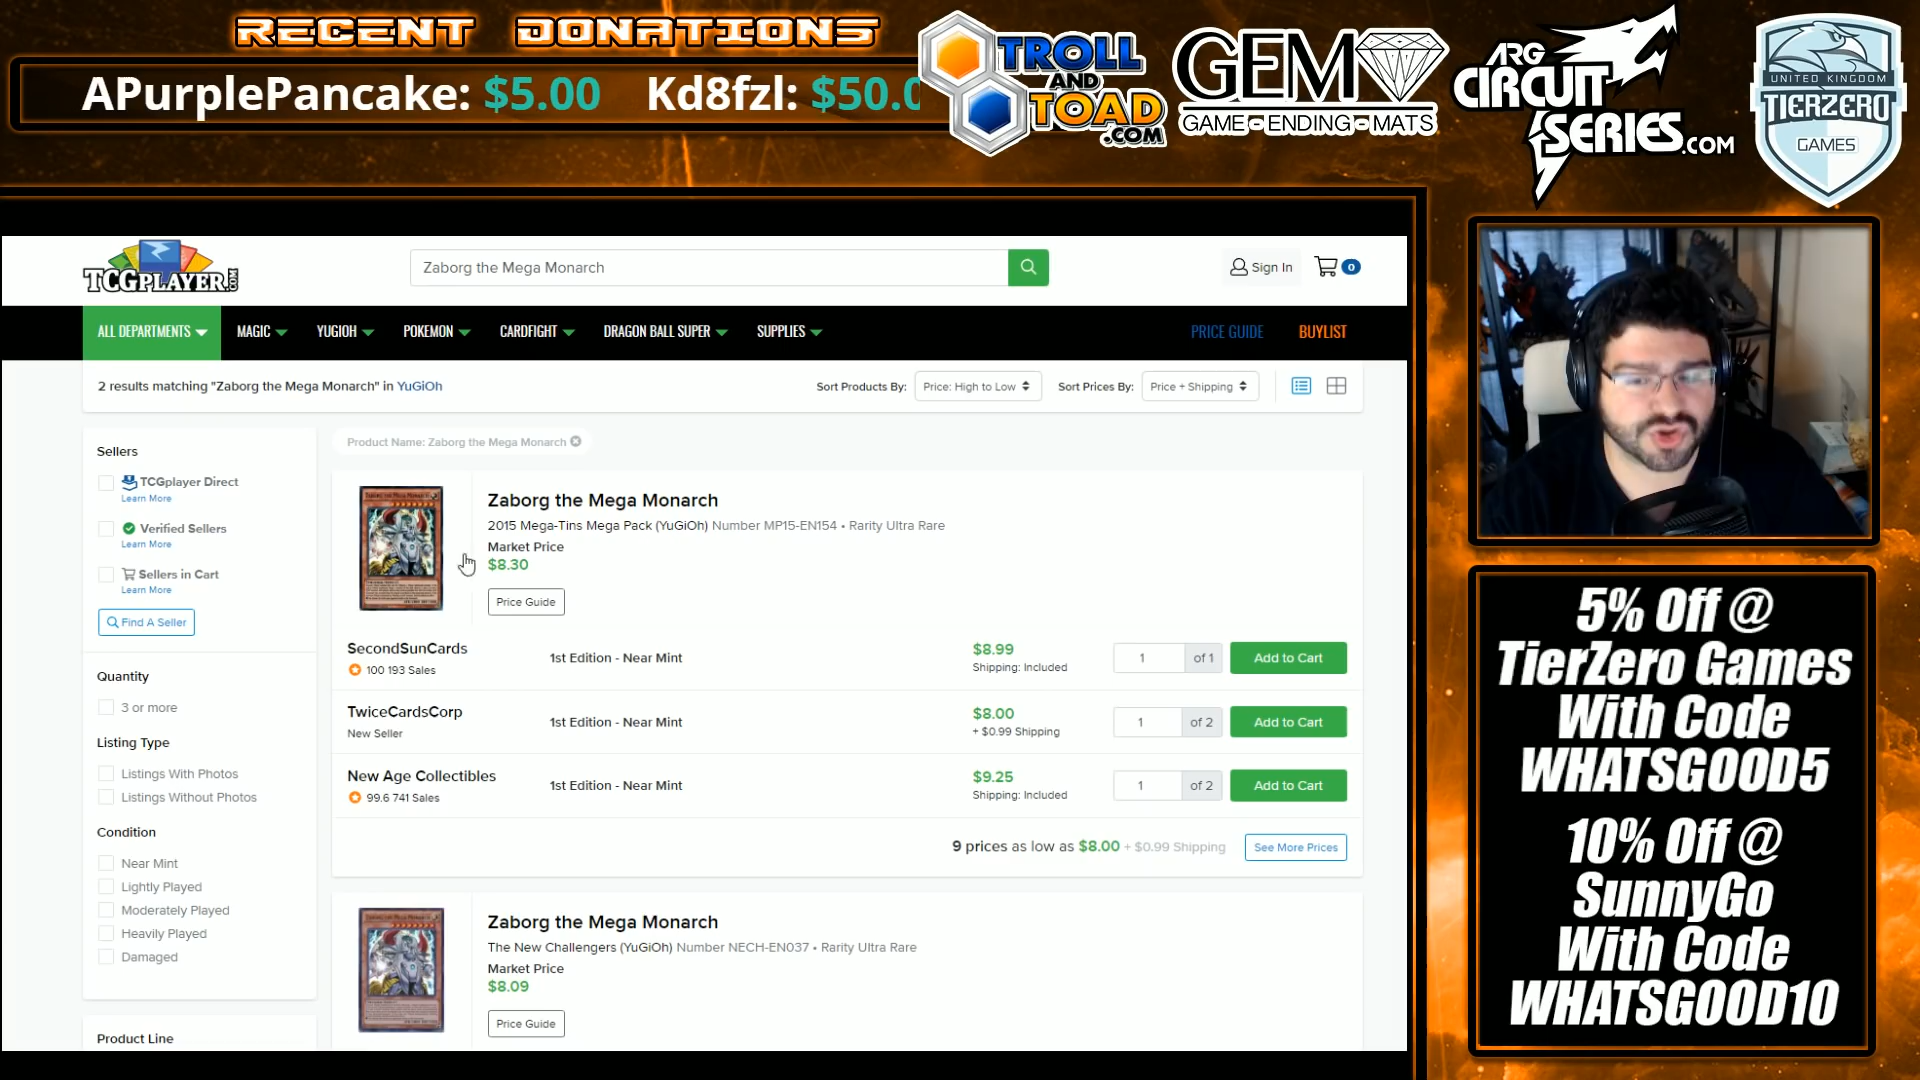 RECENT DONATIONS
APurplePancake: $5.00 Kd8fzl: $50.0
TROLL
AND
TOAD
.COM
GEM
GAME-ENDING-MATS
ARG
CIRCUIT
SERIES.COM
UNITED KINGDOM
TIERZERO
GAMES
TCGPLAYER.COM
Zaborg the Mega Monarch
Sign In
0
ALL DEPARTMENTS
MAGIC
YUGIOH
POKEMON
CARDFIGHT
DRAGON BALL SUPER
SUPPLIES
PRICE GUIDE
BUYLIST
2 results matching "Zaborg the Mega Monarch" in YuGiOh
Sort Products By:
Price: High to Low
Sort Prices By:
Price + Shipping
Sellers
TCGplayer Direct
Learn More
Verified Sellers
Learn More
Sellers in Cart
Learn More
Find A Seller
Quantity
3 or more
Listing Type
Listings With Photos
Listings Without Photos
Condition
Near Mint
Lightly Played
Moderately Played
Heavily Played
Damaged
Product Line
Product Name: Zaborg the Mega Monarch
Zaborg the Mega Monarch
2015 Mega-Tins Mega Pack (YuGiOh) Number MP15-EN154 • Rarity Ultra Rare
Market Price
$8.30
Price Guide
SecondSunCards
100 193 Sales
1st Edition - Near Mint
$8.99
Shipping: Included
1
of 1
Add to Cart
TwiceCardsCorp
New Seller
1st Edition - Near Mint
$8.00
+ $0.99 Shipping
1
of 2
Add to Cart
New Age Collectibles
99.6 741 Sales
1st Edition - Near Mint
$9.25
Shipping: Included
1
of 2
Add to Cart
9 prices as low as $8.00 + $0.99 Shipping
See More Prices
Zaborg the Mega Monarch
The New Challengers (YuGiOh) Number NECH-EN037 • Rarity Ultra Rare
Market Price
$8.09
Price Guide
5% Off @
TierZero Games
With Code
WHATSGOOD5
10% Off @
SunnyGo
With Code
WHATSGOOD10